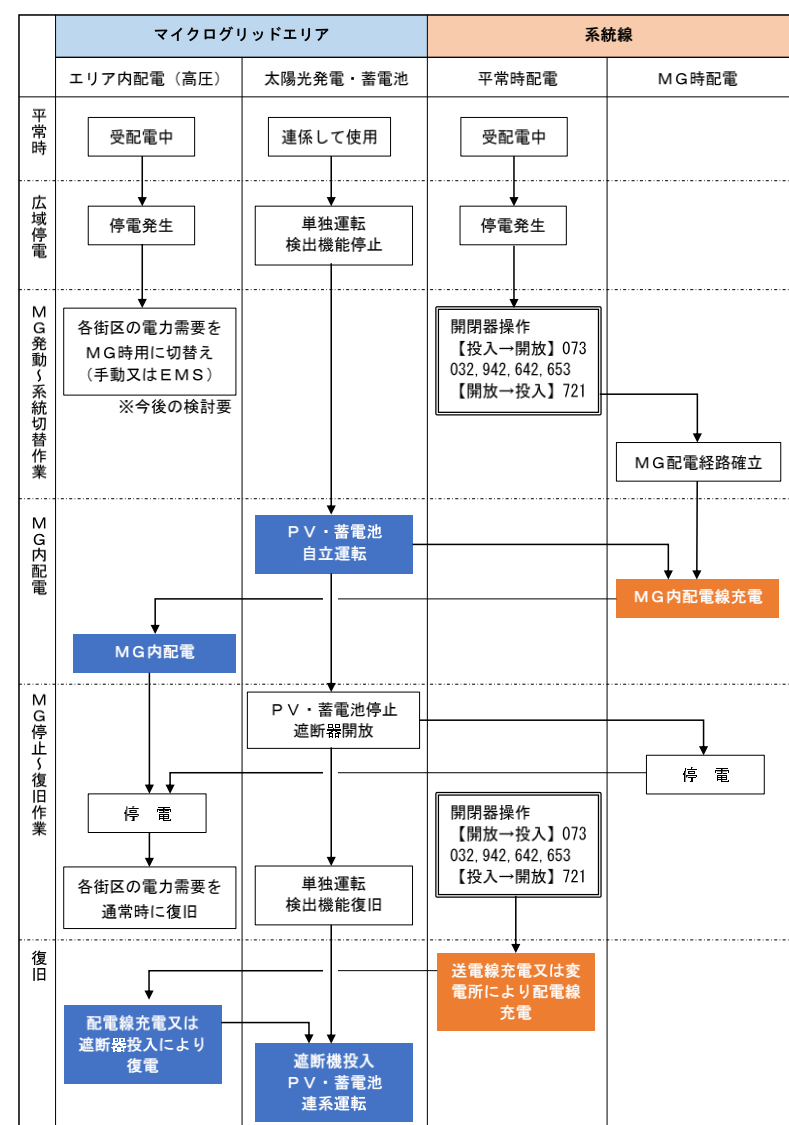 マイクログリッドエリア
系統線
エリア内配電（高圧）
太陽光発電・蓄電池
平常時配電
ＭＧ時配電
平常時
受配電中
連係して使用
受配電中
広域停電
停電発生
単独運転
検出機能停止
停電発生
ＭＧ発動～系統切替作業
各街区の電力需要を
ＭＧ時用に切替え
（手動又はＥＭＳ）
※今後の検討要
開閉器操作
【投入→開放】073
032, 942, 642, 653
【開放→投入】721
ＭＧ配電経路確立
ＭＧ内配電
ＰＶ・蓄電池
自立運転
ＭＧ内配電線充電
ＭＧ内配電
ＭＧ停止～復旧作業
ＰＶ・蓄電池停止
遮断器開放
停　電
停　電
開閉器操作
【開放→投入】073
032, 942, 642, 653
【投入→開放】721
各街区の電力需要を
通常時に復旧
単独運転
検出機能復旧
復旧
送電線充電又は変
電所により配電線
充電
配電線充電又は
遮断器投入により
復電
遮断機投入
ＰＶ・蓄電池
連系運転